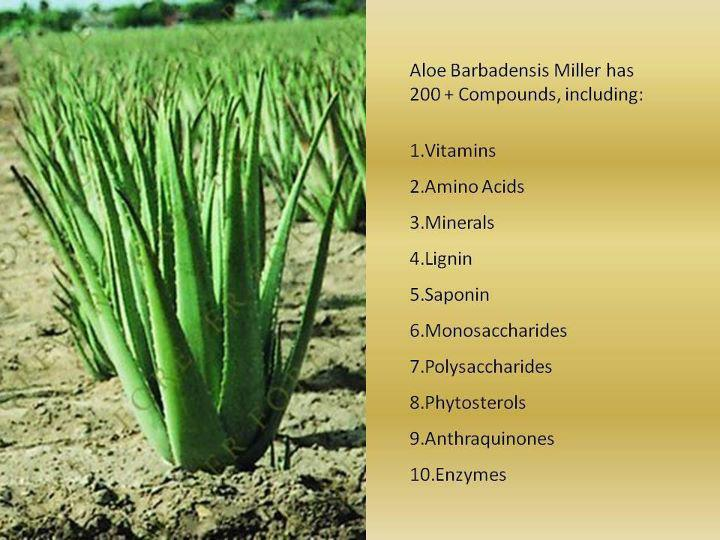 Aloe Barbadensis Miller has
200 + Compounds, including:
1.Vitamins
2.Amino Acids
3.Minerals
4.Lignin
5.Saponin
6.Monosaccharides
7.Polysaccharides
8.Phytosterols
9.Anthraquinones
10.Enzymes